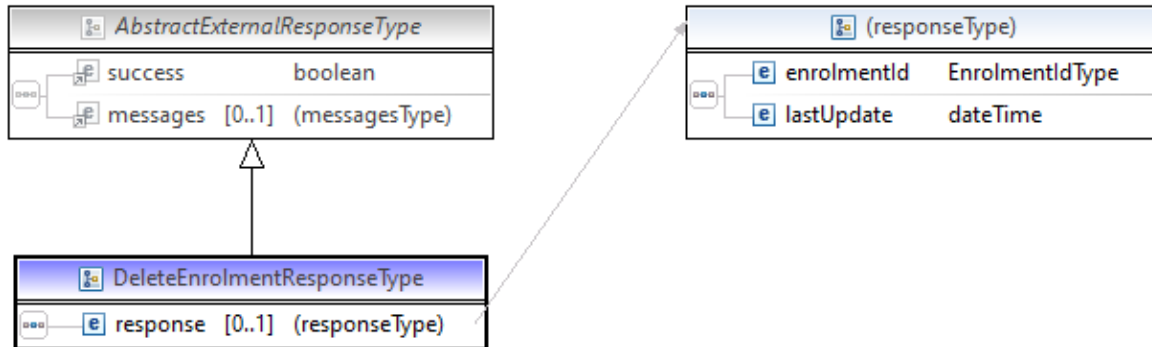 AbstractExternalResponseType
success boolean
messages [0..1] (messagesType)
(responseType)
enrolmentId EnrolmentIdType
lastUpdate dateTime
DeleteEnrolmentResponseType
response [0..1] (responseType)